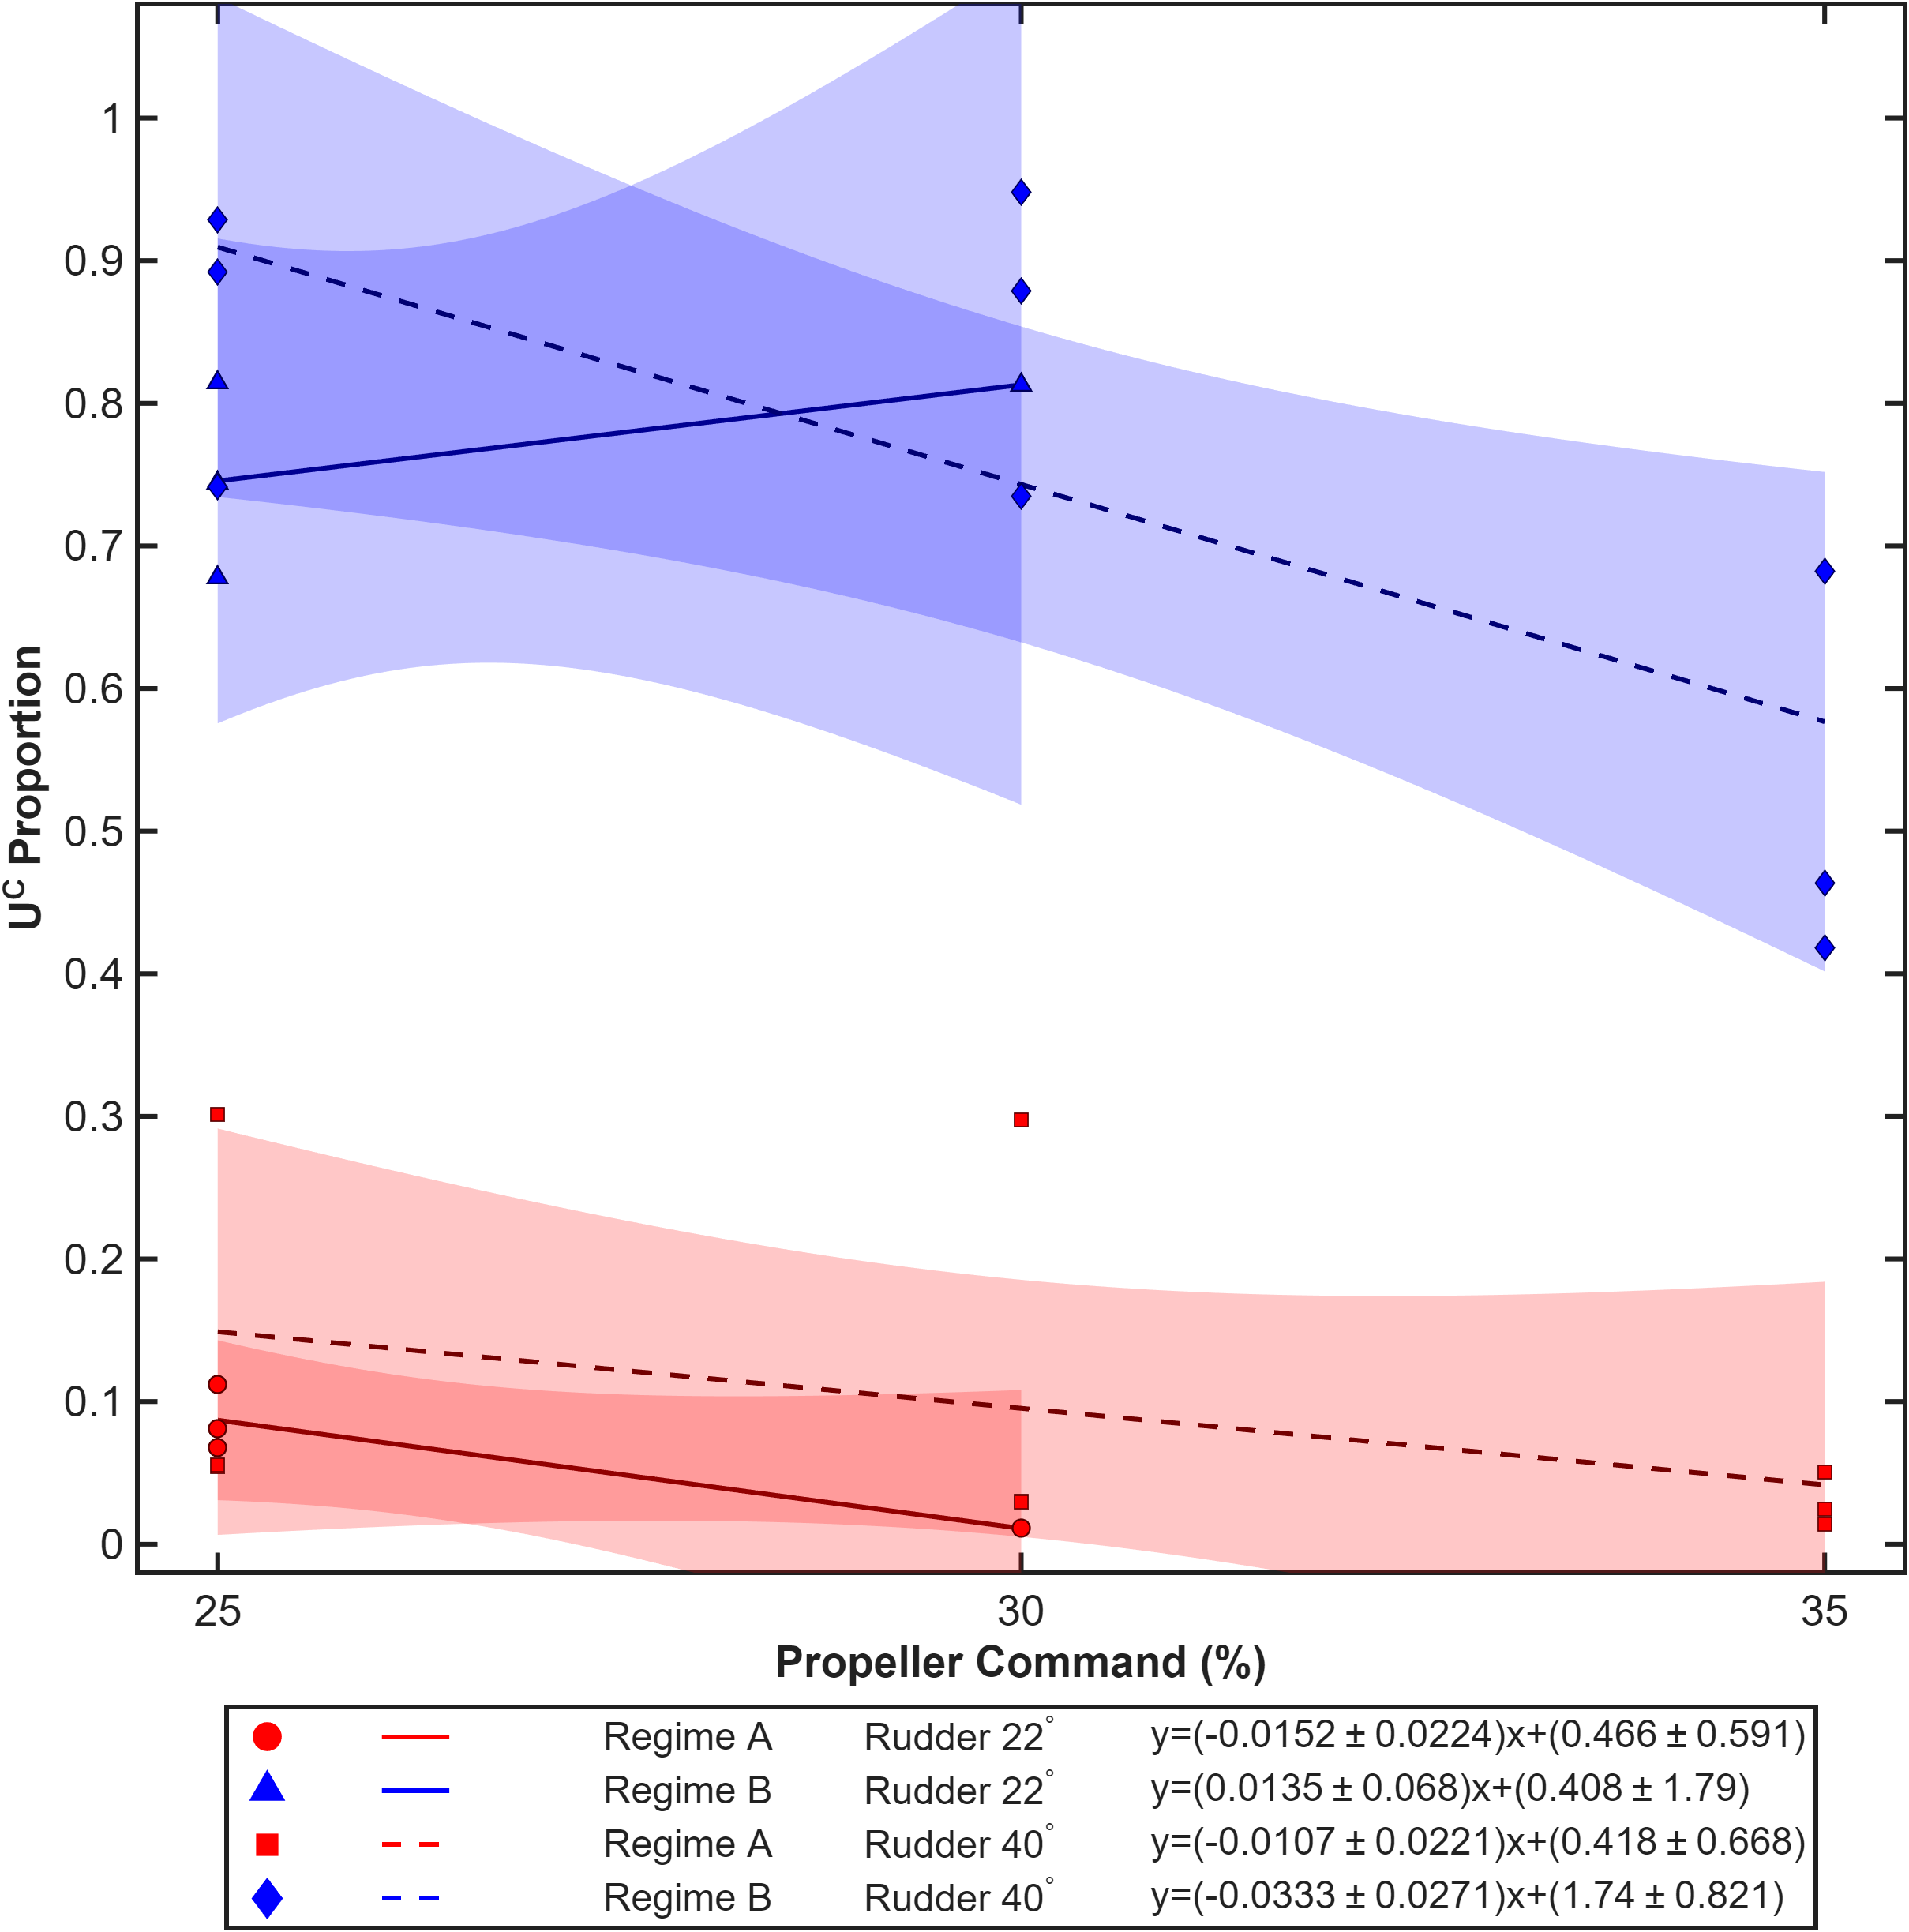 1
0.9
0.8
0.7
0.6
0.5
0.4
0.3
0.2
0.1
0
U^C Proportion
25 30 35
Propeller Command (%)
Regime A Rudder 22° y=(-0.0152 ± 0.0224)x+(0.466 ± 0.591)
Regime B Rudder 22° y=(0.0135 ± 0.068)x+(0.408 ± 1.79)
Regime A Rudder 40° y=(-0.0107 ± 0.0221)x+(0.418 ± 0.668)
Regime B Rudder 40° y=(-0.0333 ± 0.0271)x+(1.74 ± 0.821)